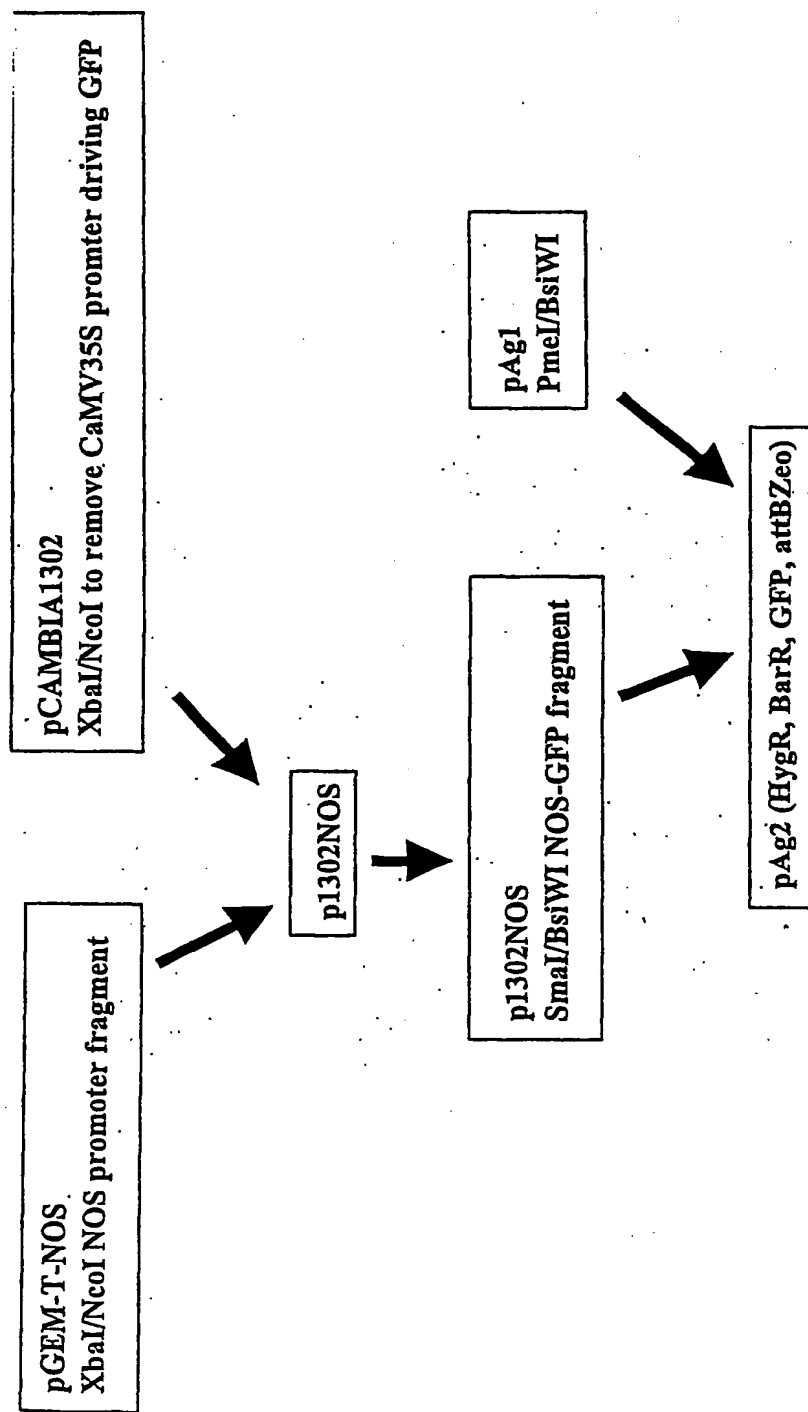 pGEM-T-NOS
XbaI/NcoI NOS promoter fragment
pCAMBIA1302
XbaI/NcoI to remove CaMV35S promter driving GFP
p1302NOS
p1302NOS
SmaI/BsiWI NOS-GFP fragment
pAg1
PmeI/BsiWI
pAg2 (HygR, BarR, GFP, attBZeo)